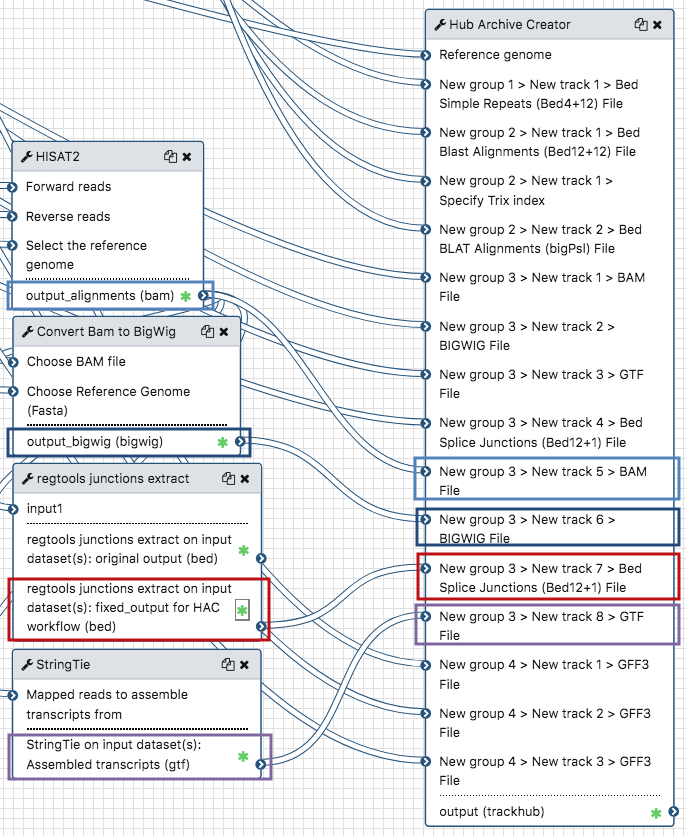 HISAT2
Forward reads
Reverse reads
Select the reference
genome
output_alignments (bam)
Convert Bam to BigWig
Choose BAM file
Choose Reference Genome
(Fasta)
output_bigwig (bigwig)
regtools junctions extract
input1
regtools junctions extract on input
dataset(s): original output (bed)
regtools junctions extract on input
dataset(s): fixed_output for HAC
workflow (bed)
StringTie
Mapped reads to assemble
transcripts from
StringTie on input dataset(s):
Assembled transcripts (gtf)
Hub Archive Creator
Reference genome
New group 1 > New track 1 > Bed
Simple Repeats (Bed4+12) File
New group 2 > New track 1 > Bed
Blast Alignments (Bed12+12) File
New group 2 > New track 1 >
Specify Trix index
New group 2 > New track 2 > Bed
BLAT Alignments (bigPsl) File
New group 3 > New track 1 > BAM
File
New group 3 > New track 2 >
BIGWIG File
New group 3 > New track 3 > GTF
File
New group 3 > New track 4 > Bed
Splice Junctions (Bed12+1) File
New group 3 > New track 5 > BAM
File
New group 3 > New track 6 >
BIGWIG File
New group 3 > New track 7 > Bed
Splice Junctions (Bed12+1) File
New group 3 > New track 8 > GTF
File
New group 4 > New track 1 > GFF3
File
New group 4 > New track 2 > GFF3
File
New group 4 > New track 3 > GFF3
File
output (trackhub)